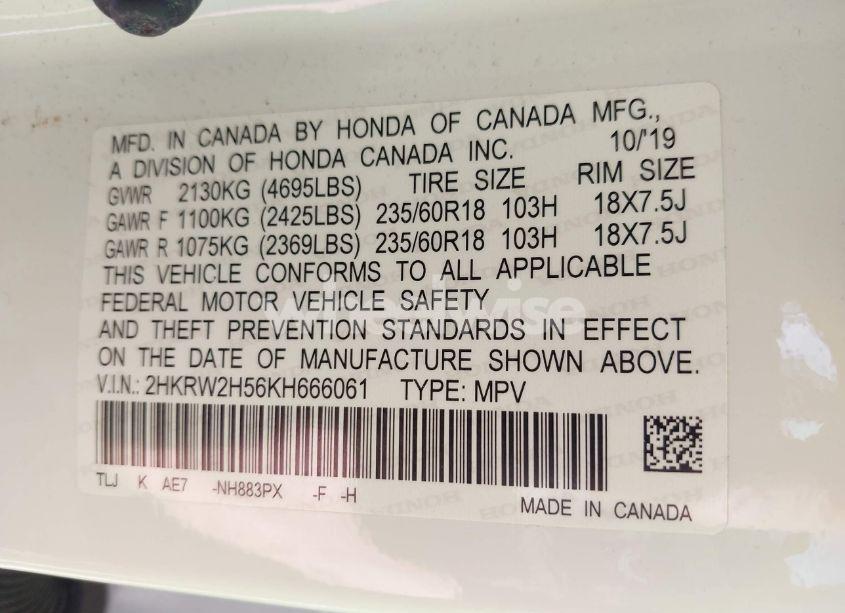 MFD. IN CANADA BY HONDA OF CANADA MFG.,
A DIVISION OF HONDA CANADA INC. 10/'19
GVWR 2130KG (4695LBS) TIRE SIZE RIM SIZE
GAWR F 1100KG (2425LBS) 235/60R18 103H 18X7.5J
GAWR R 1075KG (2369LBS) 235/60R18 103H 18X7.5J
THIS VEHICLE CONFORMS TO ALL APPLICABLE
FEDERAL MOTOR VEHICLE SAFETY
AND THEFT PREVENTION STANDARDS IN EFFECT
ON THE DATE OF MANUFACTURE SHOWN ABOVE.
V.I.N.: 2HKRW2H56KH666061 TYPE: MPV
TLJ K AE7 -NH883PX -F -H
MADE IN CANADA